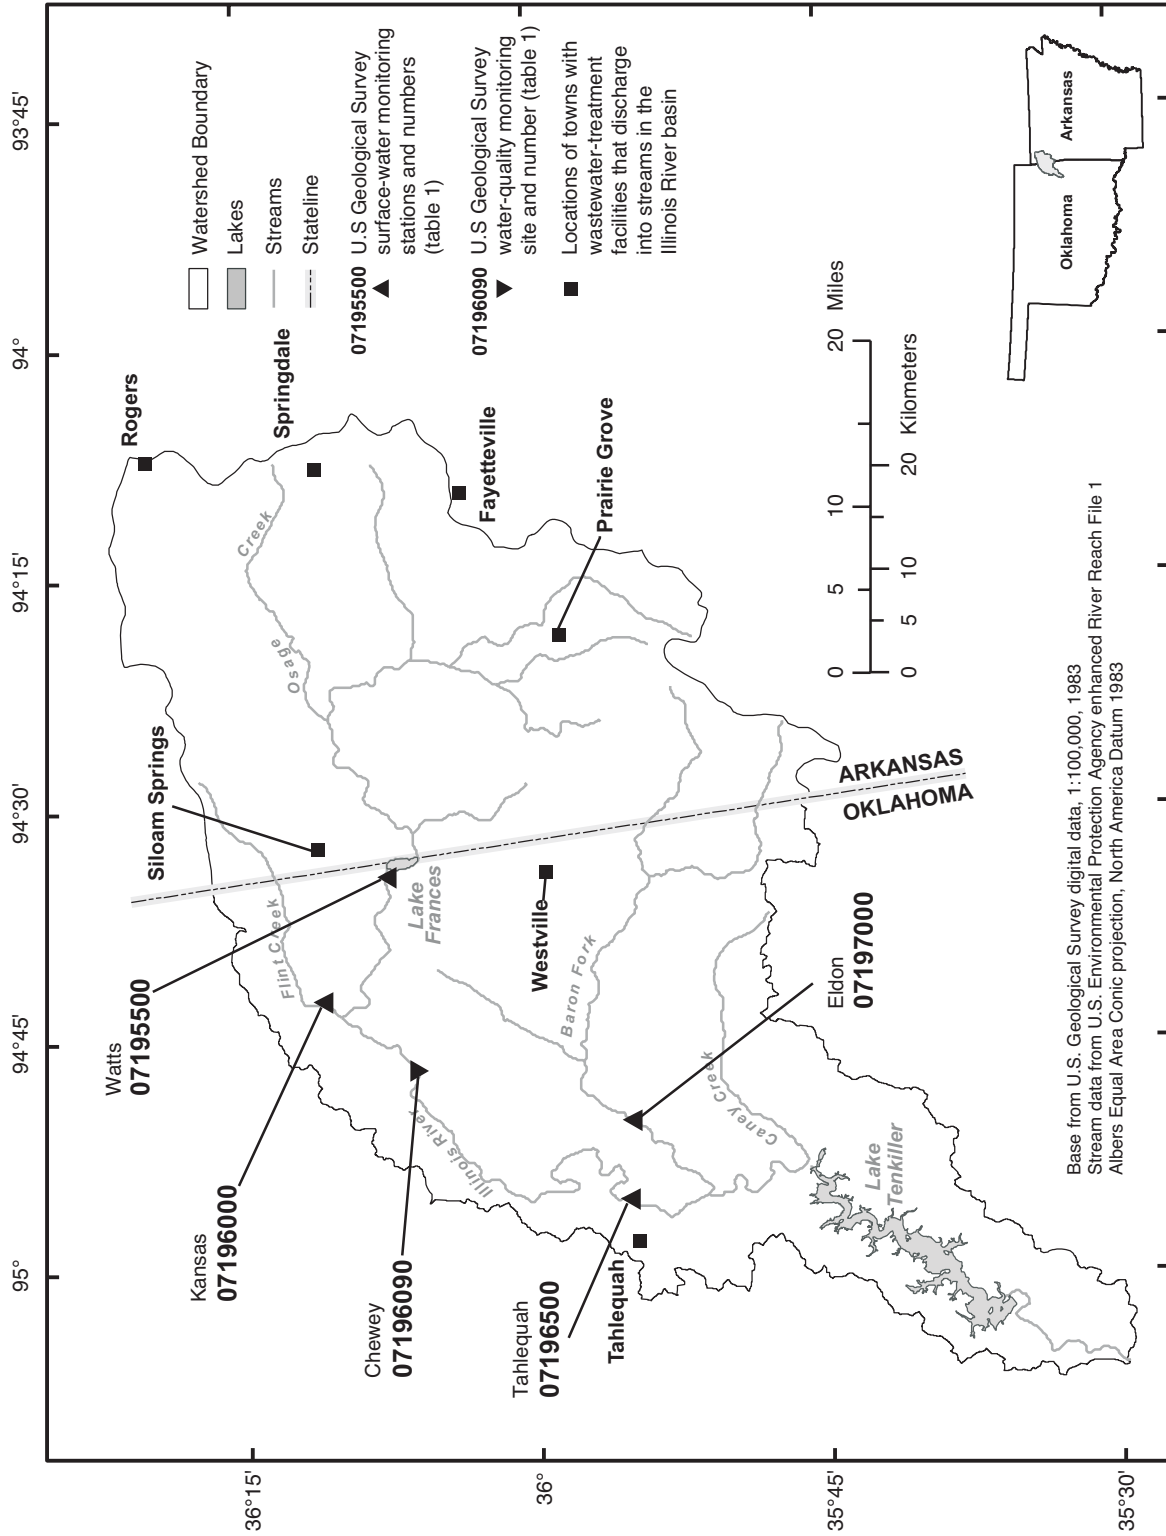 95°
94°45'
94°30'
94°15'
94°
93°45'
36°15'
36°
35°45'
35°30'
Watershed Boundary
Lakes
Streams
Stateline
07195500
U.S Geological Survey
surface-water monitoring
stations and numbers
(table 1)
07196090
U.S Geological Survey
water-quality monitoring
site and number (table 1)
Locations of towns with
wastewater-treatment
facilities that discharge
into streams in the
Illinois River basin
Rogers
Springdale
Fayetteville
Prairie Grove
Siloam Springs
Westville
Tahlequah
Watts
07195500
Kansas
07196000
Chewey
07196090
Tahlequah
07196500
Eldon
07197000
Osage
Creek
Flint Creek
Lake
Frances
Illinois River
Baron Fork
Caney Creek
Lake
Tenkiller
ARKANSAS
OKLAHOMA
0 5 10 20 Miles
0 5 10 20 Kilometers
Oklahoma
Arkansas
Base from U.S. Geological Survey digital data, 1:100,000, 1983
Stream data from U.S. Environmental Protection Agency enhanced River Reach File 1
Albers Equal Area Conic projection, North America Datum 1983